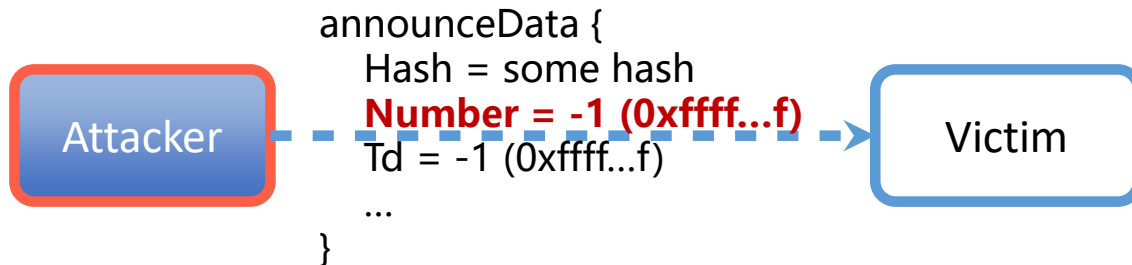 announceData {
Hash = some hash
Number = -1 (0xffff...f)
Attacker
Victim
Td = -1 (0xffff...f)
...
}